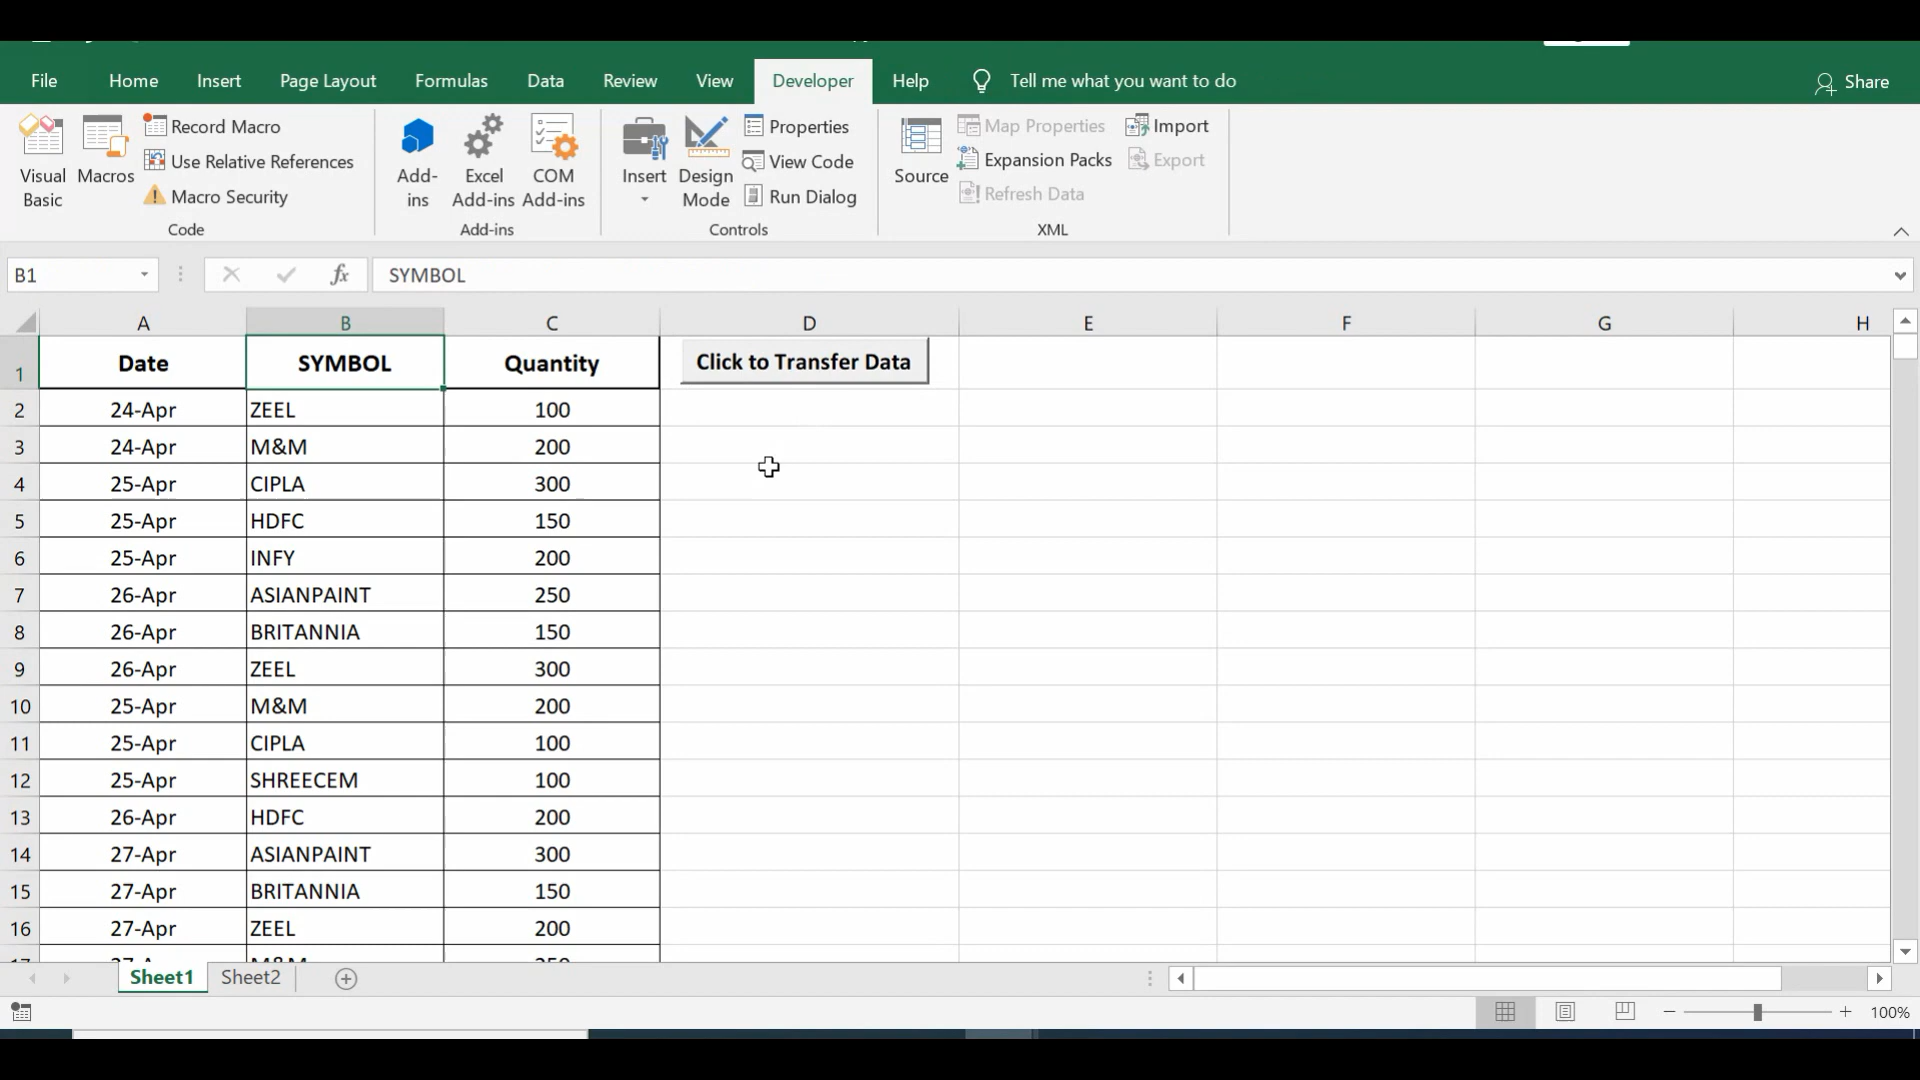 File Home Insert Page Layout Formulas Data Review View Developer Help Tell me what you want to do Share
Visual Basic
Macros
Record Macro
Use Relative References
Macro Security
Code
Add-ins
Excel Add-ins
COM Add-ins
Add-ins
Insert
Design Mode
Properties
View Code
Run Dialog
Controls
Source
Map Properties
Expansion Packs
Refresh Data
Import
Export
XML
B1 fx SYMBOL
A B C D E F G H
1 Date SYMBOL Quantity Click to Transfer Data
2 24-Apr ZEEL 100
3 24-Apr M&M 200
4 25-Apr CIPLA 300
5 25-Apr HDFC 150
6 25-Apr INFY 200
7 26-Apr ASIANPAINT 250
8 26-Apr BRITANNIA 150
9 26-Apr ZEEL 300
10 25-Apr M&M 200
11 25-Apr CIPLA 100
12 25-Apr SHREECEM 100
13 26-Apr HDFC 200
14 27-Apr ASIANPAINT 300
15 27-Apr BRITANNIA 150
16 27-Apr ZEEL 200
Sheet1 Sheet2
100%